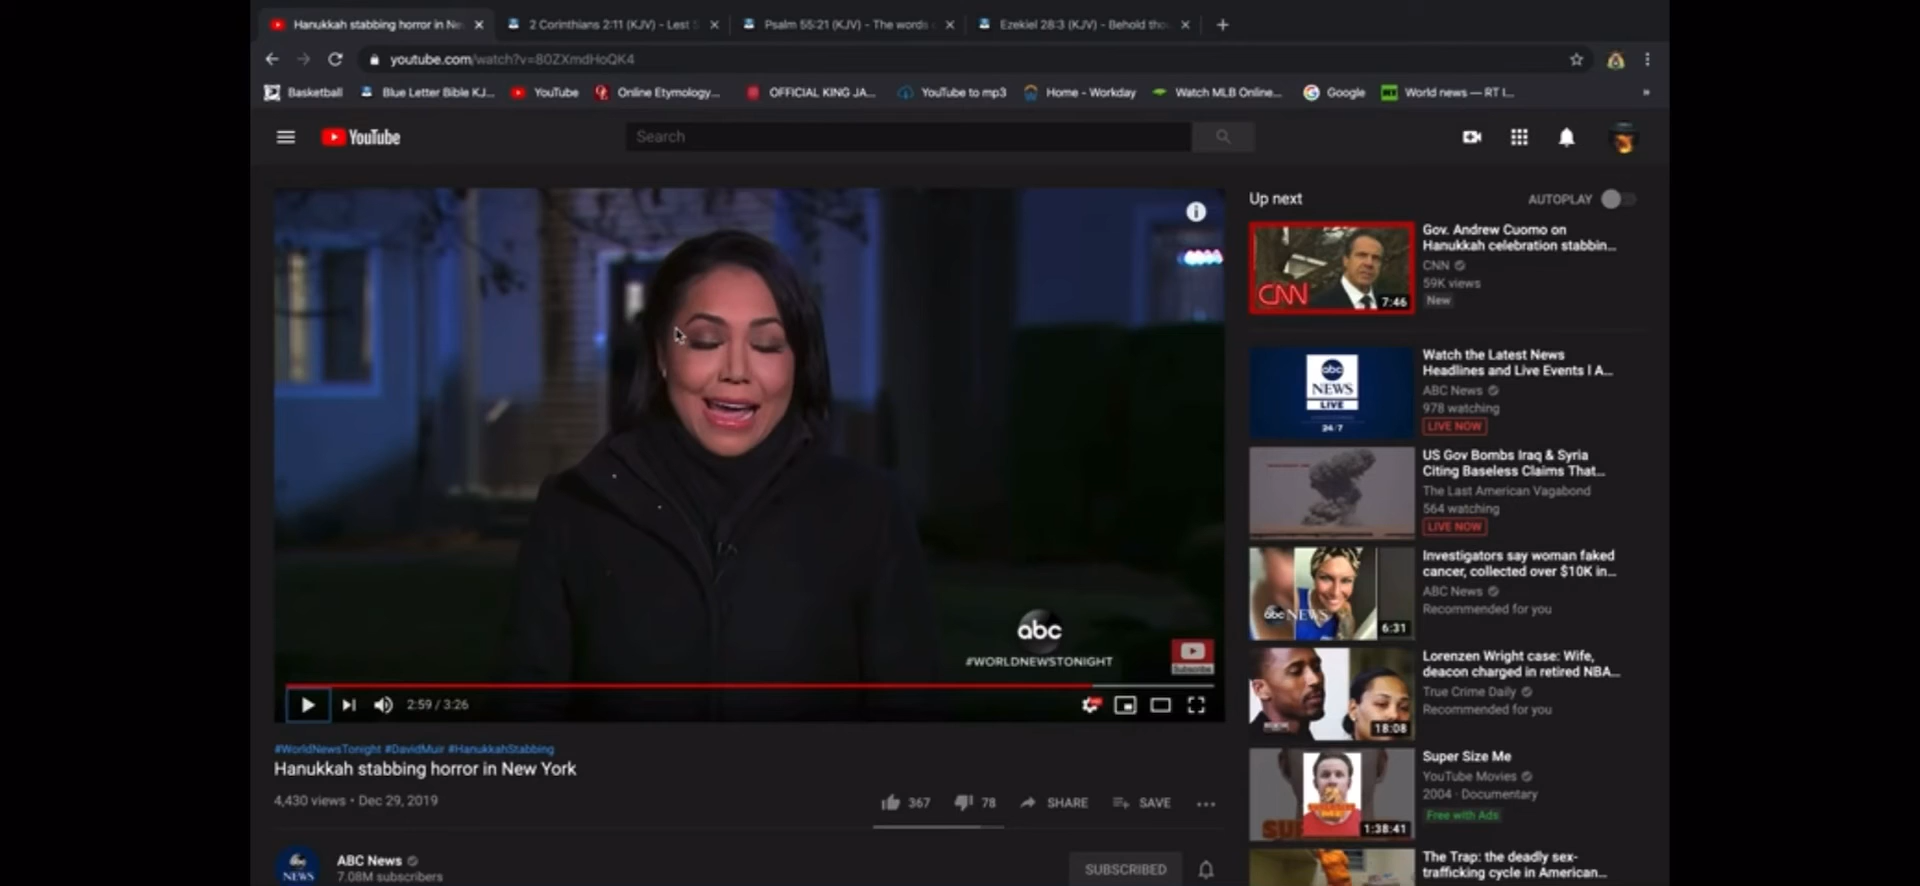 Hanukkah stabbing horror in Ne
2 Corinthians 2:11 (KJV) - Lest S
Psalm 55:21 (KJV) - The words
Ezekiel 28:3 (KJV) - Behold tho
youtube.com/watch?v=80ZXmdHoQK4
Basketball
Blue Letter Bible KJ...
YouTube
Online Etymology...
OFFICIAL KING JA...
YouTube to mp3
Home - Workday
Watch MLB Online...
Google
World news — RT I...
YouTube
Search
Up next
AUTOPLAY
Gov. Andrew Cuomo on
Hanukkah celebration stabbin...
CNN
59K views
New
CNN
7:46
Watch the Latest News
Headlines and Live Events I A...
ABC News
978 watching
LIVE NOW
abc
NEWS
LIVE
24/7
US Gov Bombs Iraq & Syria
Citing Baseless Claims That...
The Last American Vagabond
564 watching
LIVE NOW
Investigators say woman faked
cancer, collected over $10K in...
ABC News
Recommended for you
abc NEWS
6:31
Lorenzen Wright case: Wife,
deacon charged in retired NBA...
True Crime Daily
Recommended for you
18:08
Super Size Me
YouTube Movies
2004 · Documentary
Free with Ads
1:38:41
The Trap: the deadly sex-
trafficking cycle in American...
abc
#WORLDNEWSTONIGHT
Subscribe
2:59 / 3:26
#WorldNewsTonight #DavidMuir #HanukkahStabbing
Hanukkah stabbing horror in New York
4,430 views • Dec 29, 2019
367
78
SHARE
SAVE
abc
NEWS
ABC News
7.08M subscribers
SUBSCRIBED